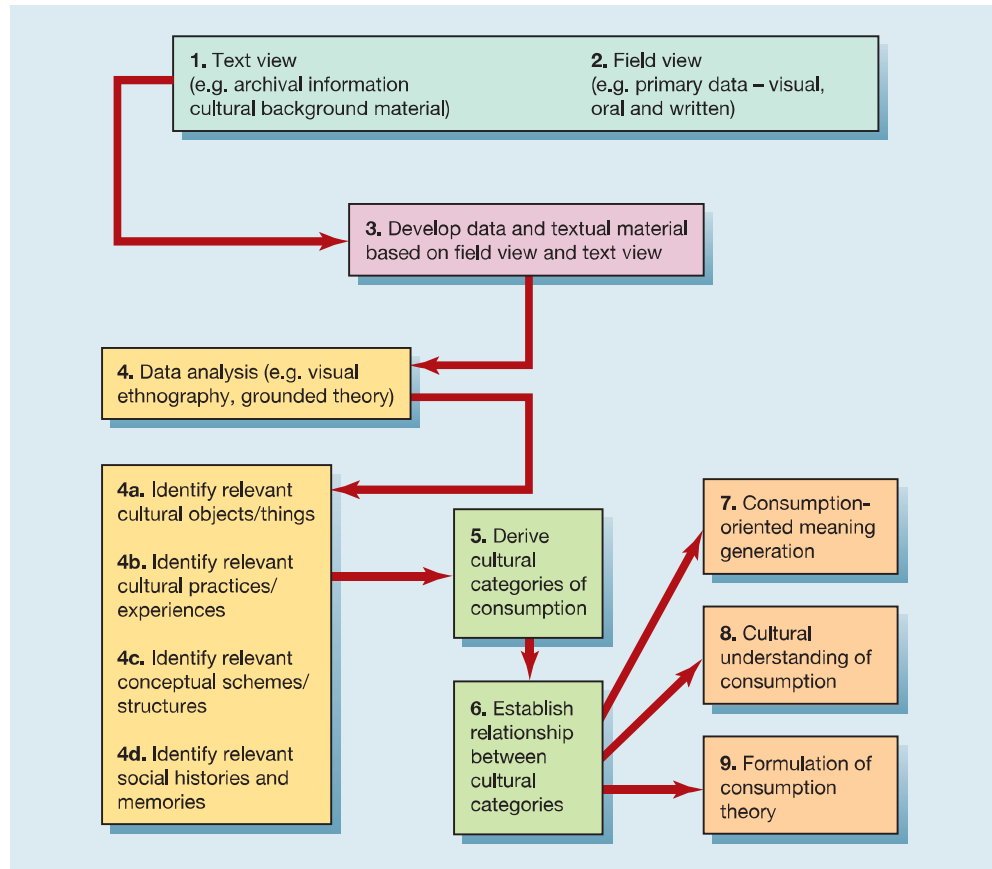 1. Text view
(e.g. archival information
cultural background material)
2. Field view
(e.g. primary data – visual,
oral and written)
3. Develop data and textual material
based on field view and text view
4. Data analysis (e.g. visual
ethnography, grounded theory)
4a. Identify relevant
cultural objects/things
4b. Identify relevant
cultural practices/
experiences
4c. Identify relevant
conceptual schemes/
structures
4d. Identify relevant
social histories and
memories
5. Derive
cultural
categories of
consumption
6. Establish
relationship
between
cultural
categories
7. Consumption-
oriented meaning
generation
8. Cultural
understanding of
consumption
9. Formulation of
consumption
theory